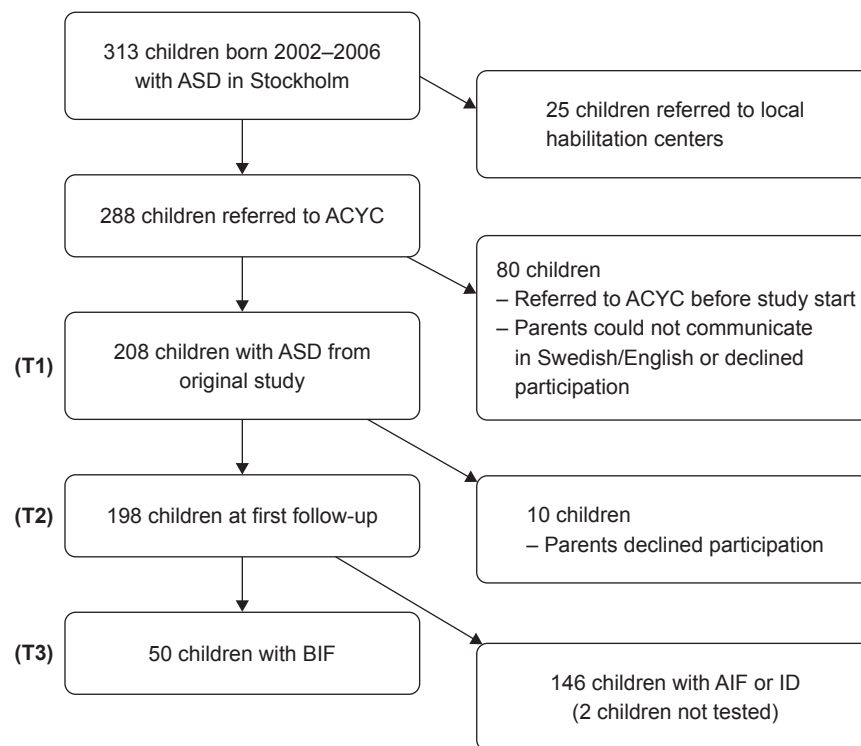 313 children born 2002–2006
with ASD in Stockholm
25 children referred to local
habilitation centers
288 children referred to ACYC
80 children
– Referred to ACYC before study start
– Parents could not communicate
in Swedish/English or declined
participation
(T1)
208 children with ASD from
original study
(T2)
198 children at first follow-up
10 children
– Parents declined participation
(T3)
50 children with BIF
146 children with AIF or ID
(2 children not tested)